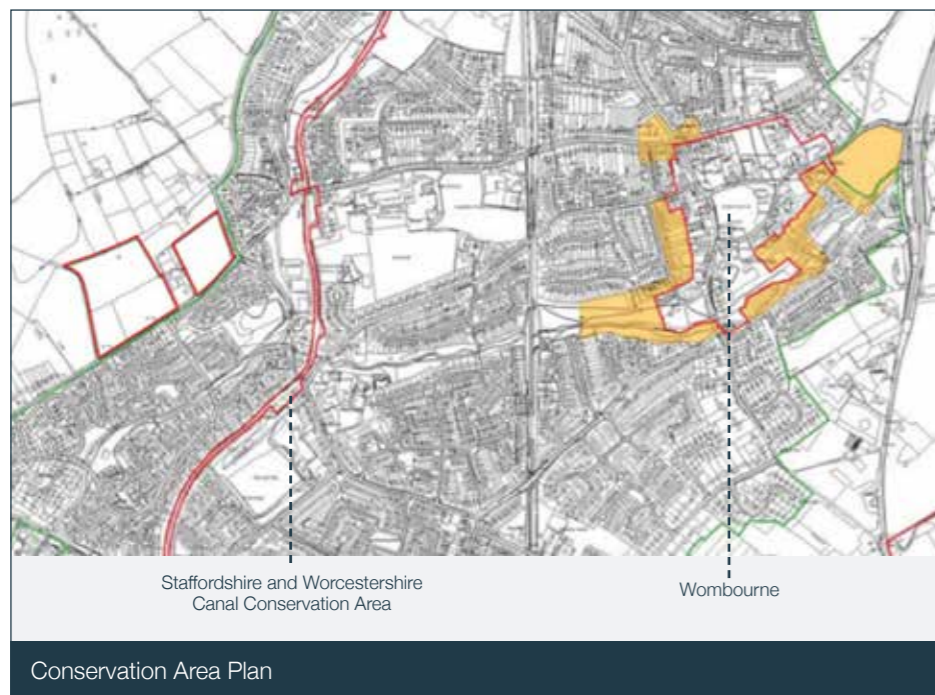 Staffordshire and Worcestershire
Canal Conservation Area
Wombourne
Conservation Area Plan